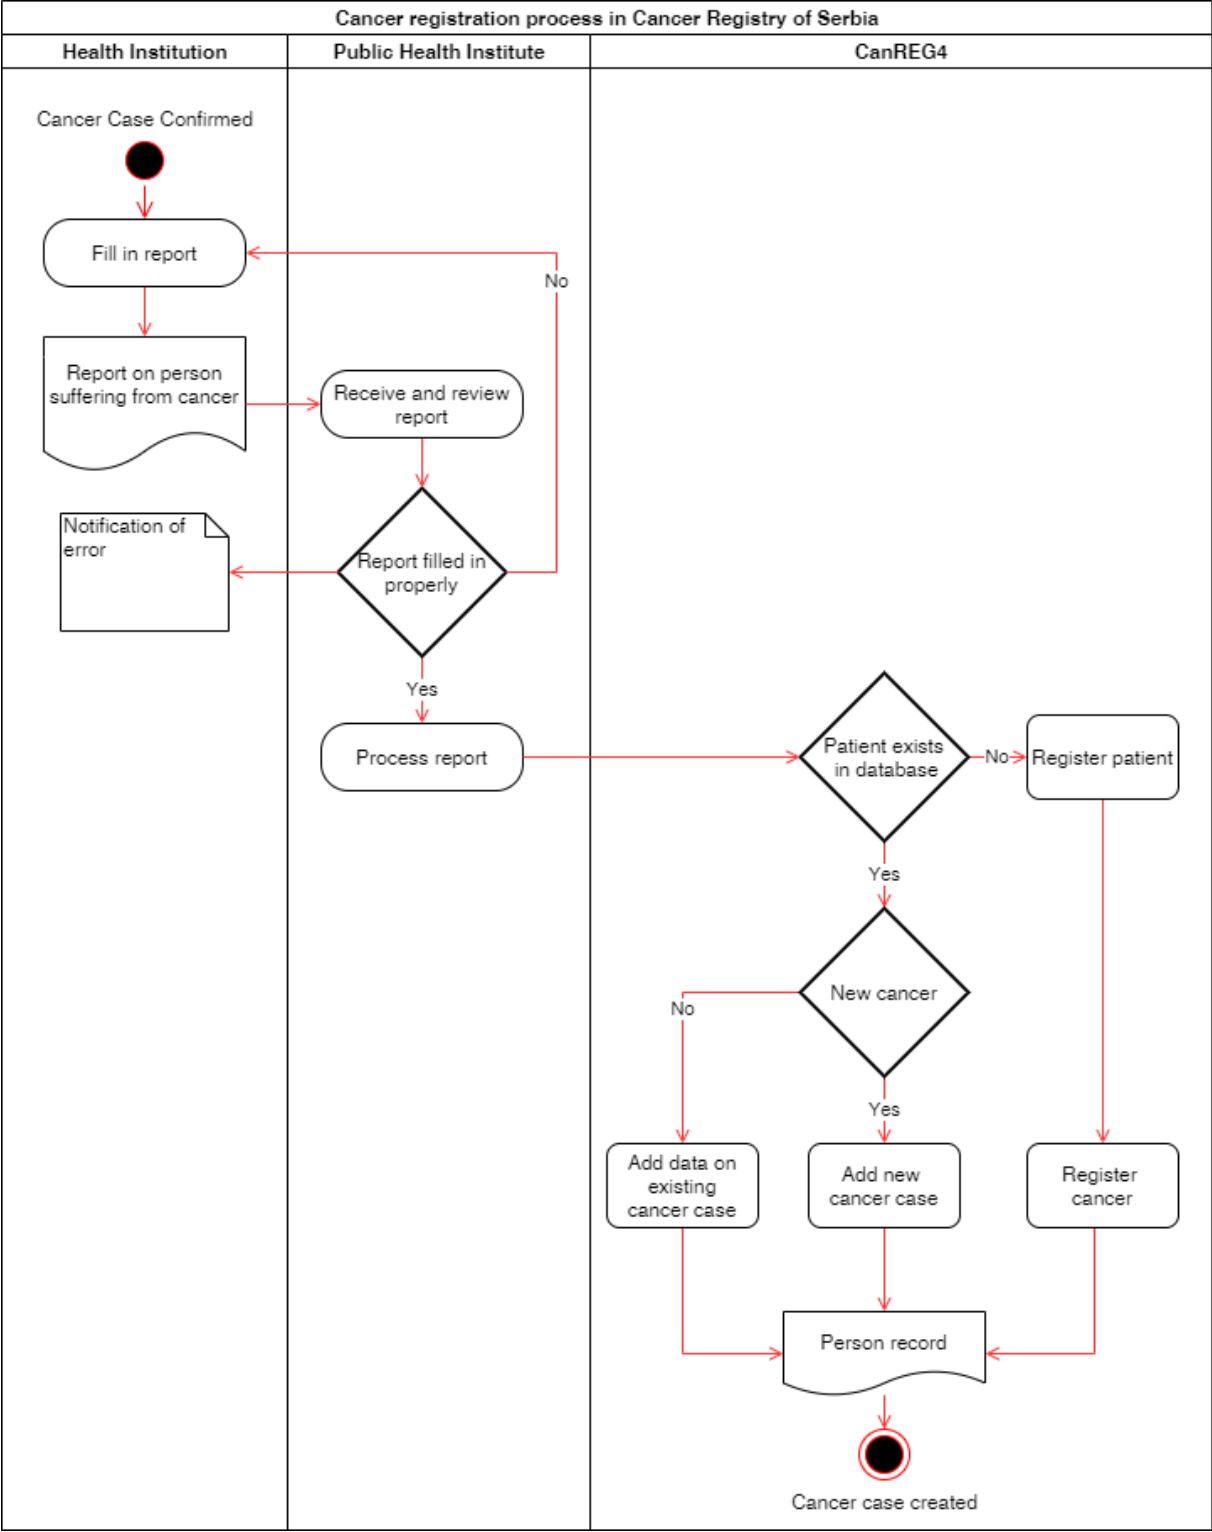 Cancer registration process in Cancer Registry of Serbia
Health Institution
Public Health Institute
CanREG4
Cancer Case Confirmed
Fill in report
No
Report on person
suffering from cancer
Receive and review
report
Notification of
error
Report filled in
properly
Yes
Process report
Patient exists
in database
No
Register patient
Yes
New cancer
No
Yes
Add data on
existing
cancer case
Add new
cancer case
Register
cancer
Person record
Cancer case created